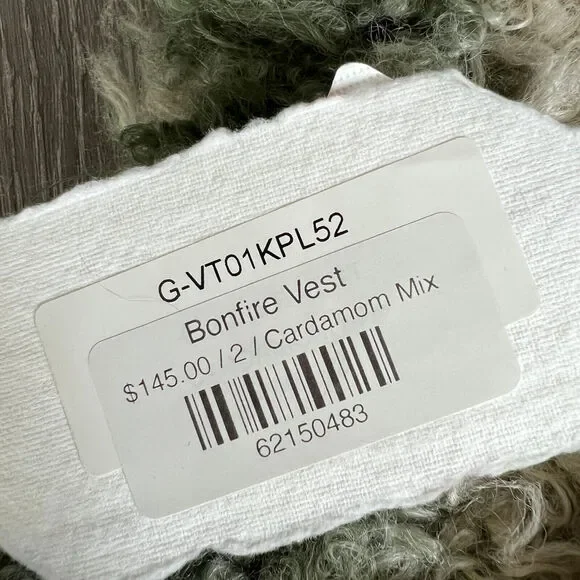 G-VT01KPL52
Bonfire Vest
$145.00 / 2 / Cardamom Mix
62150483